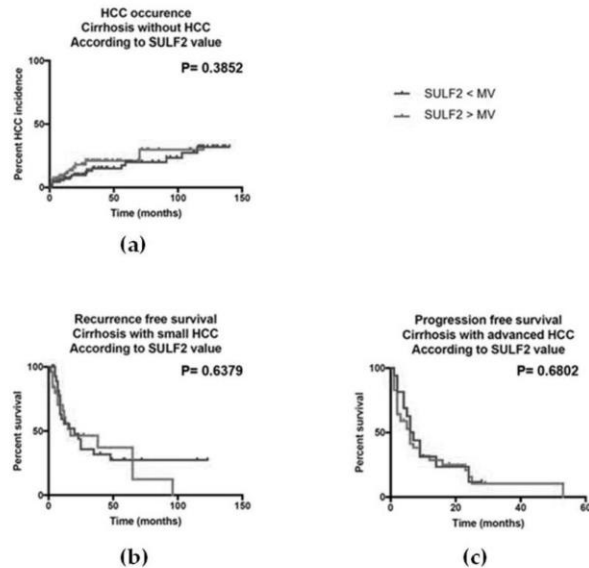 HCC occurence
Cirrhosis without HCC
According to SULF2 value
P= 0.3852
Percent HCC incidence
100
50
0
0 50 100 150
Time (months)
(a)
SULF2 < MV
SULF2 > MV
Recurrence free survival
Cirrhosis with small HCC
According to SULF2 value
P= 0.6379
Percent survival
100
50
0
0 50 100 150
Time (months)
(b)
Progression free survival
Cirrhosis with advanced HCC
According to SULF2 value
P= 0.6802
Percent survival
100
50
0
0 20 40 60
Time (months)
(c)